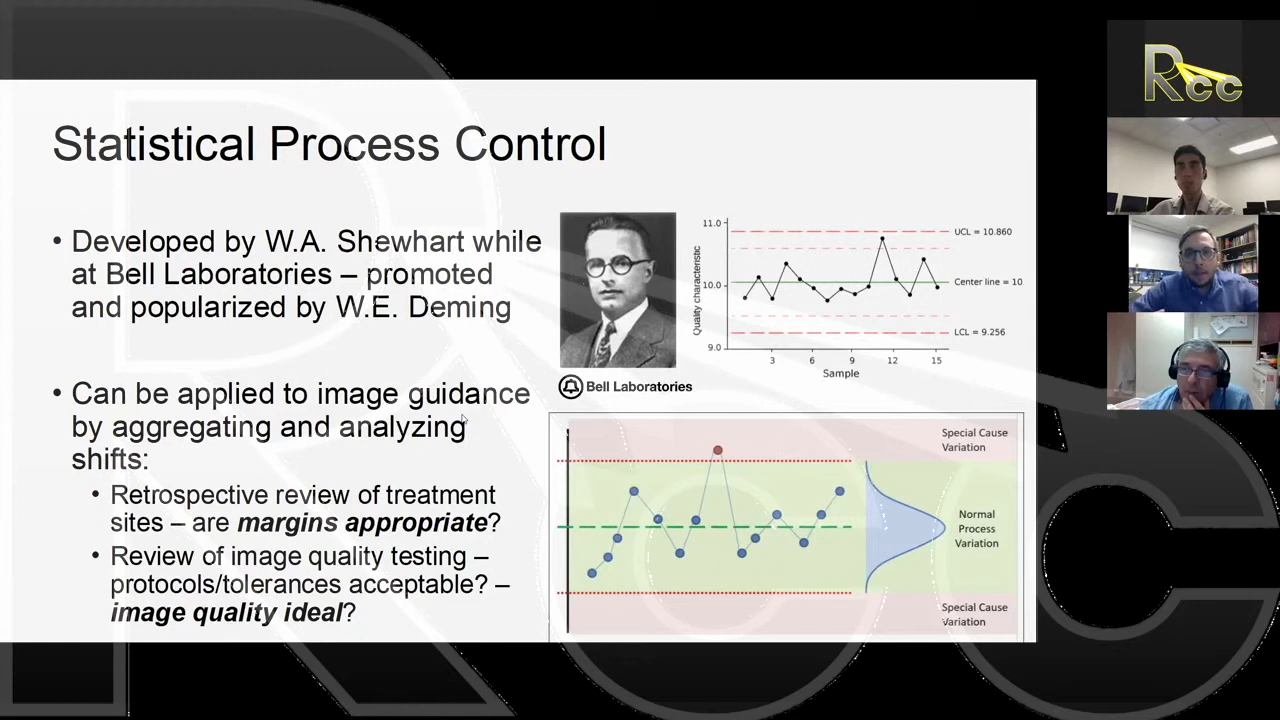 Statistical Process Control
• Developed by W.A. Shewhart while
at Bell Laboratories – promoted
and popularized by W.E. Deming
• Can be applied to image guidance
by aggregating and analyzing
shifts:
• Retrospective review of treatment
sites – are margins appropriate?
• Review of image quality testing –
protocols/tolerances acceptable? –
image quality ideal?
Bell Laboratories
Quality characteristic
11.0
10.0
9.0
3 6 9 12 15
Sample
UCL = 10.860
Center line = 10
LCL = 9.256
Special Cause
Variation
Normal
Process
Variation
Special Cause
Variation
Rcc